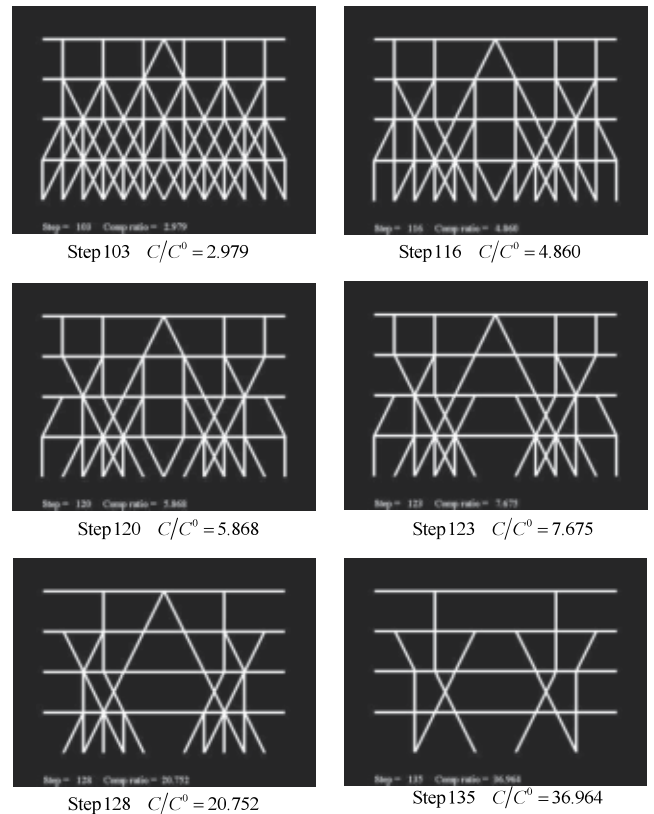 Step = 103 Comp ratio = 2.979
Step = 116 Comp ratio = 4.860
Step103 C/C⁰ = 2.979
Step116 C/C⁰ = 4.860
Step = 120 Comp ratio = 5.868
Step = 123 Comp ratio = 7.675
Step120 C/C⁰ = 5.868
Step123 C/C⁰ = 7.675
Step = 128 Comp ratio = 20.752
Step = 135 Comp ratio = 36.964
Step128 C/C⁰ = 20.752
Step135 C/C⁰ = 36.964